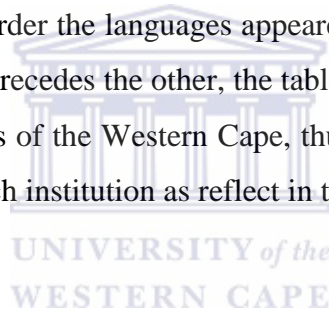 rder the languages appeare
recedes the other, the tabl
s of the Western Cape, thu
ch institution as reflect in t
UNIVERSITY of the
WESTERN CAPE